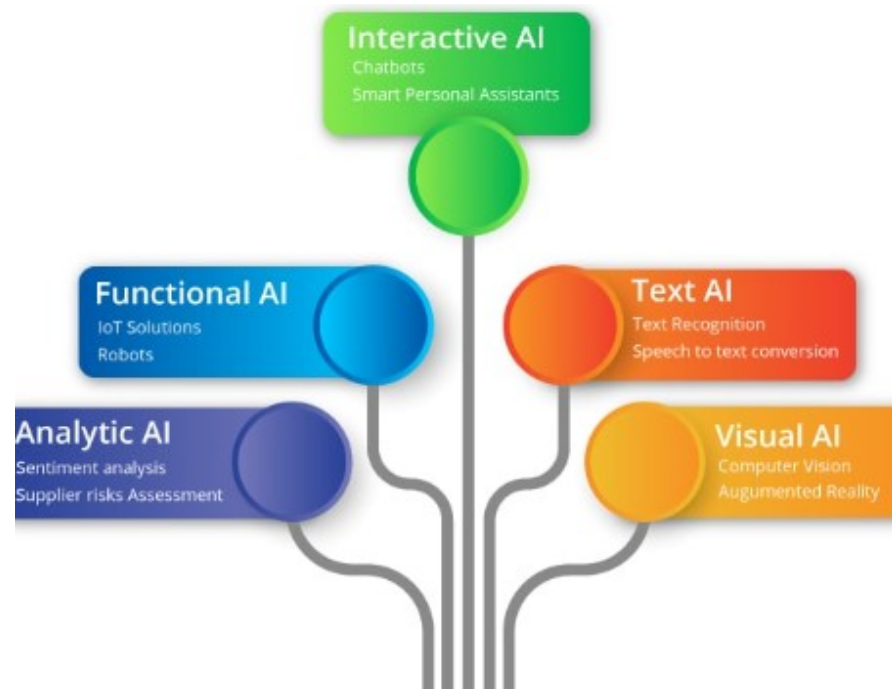 Interactive AI
Chatbots
Smart Personal Assistants
Functional AI
IoT Solutions
Robots
Text AI
Text Recognition
Speech to text conversion
Analytic AI
Sentiment analysis
Supplier risks Assessment
Visual AI
Computer Vision
Augumented Reality